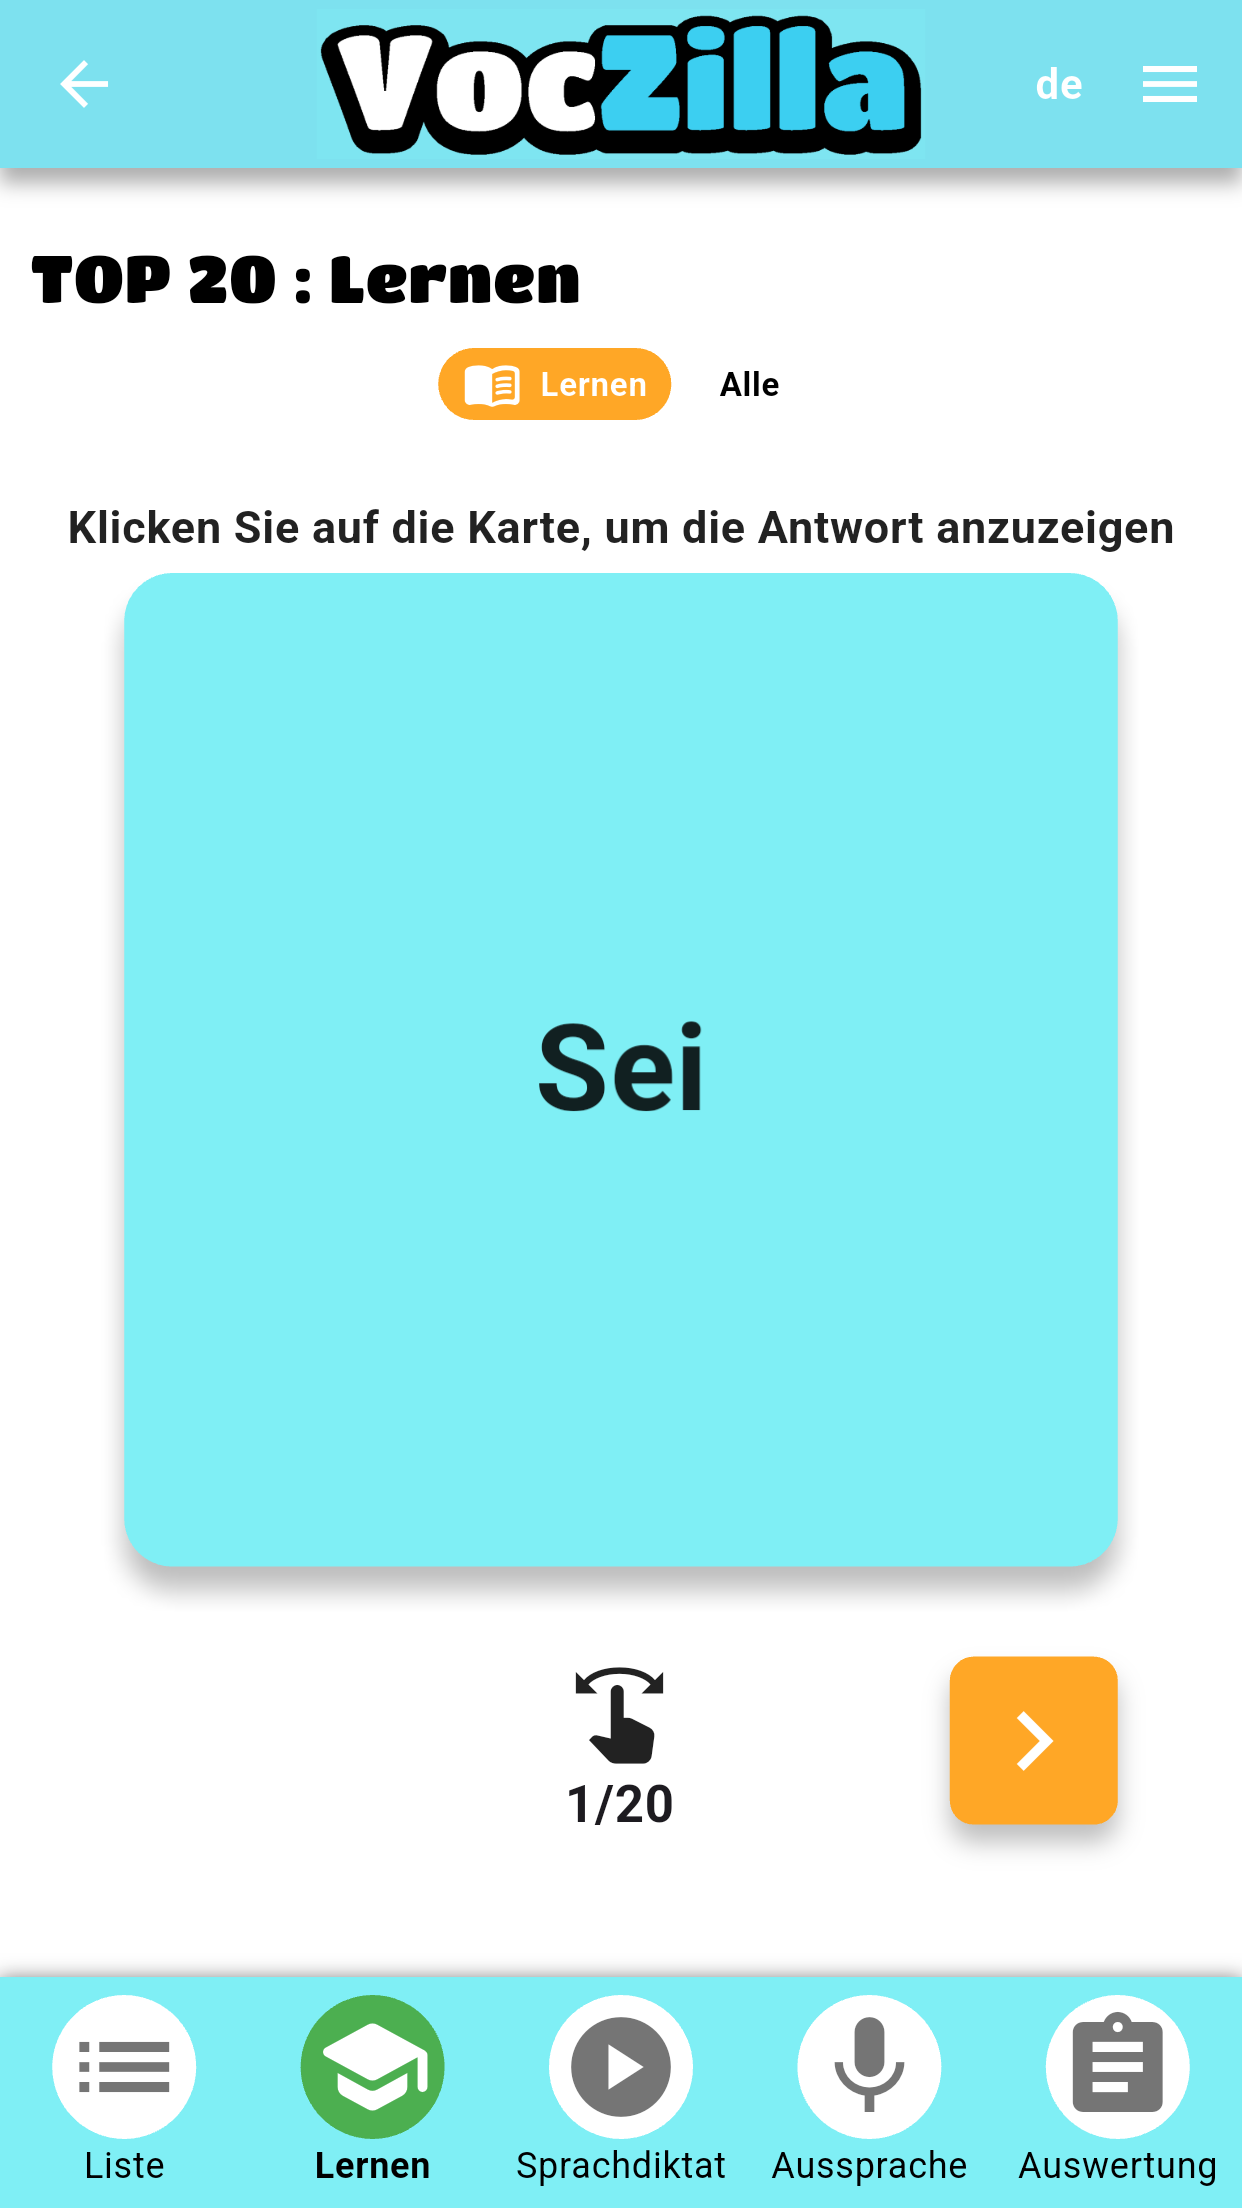 VocZilla
de
TOP 20 : Lernen
Lernen
Alle
Klicken Sie auf die Karte, um die Antwort anzuzeigen
Sei
1/20
Liste
Lernen
Sprachdiktat
Aussprache
Auswertung